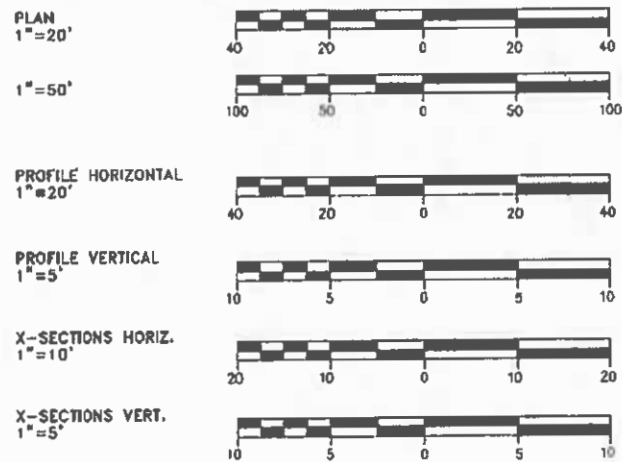 PLAN
1"=20'
40 20 0 20 40
1"=50'
100 50 0 50 100
PROFILE HORIZONTAL
1"=20'
40 20 0 20 40
PROFILE VERTICAL
1"=5'
10 5 0 5 10
X-SECTIONS HORIZ.
1"=10'
20 10 0 10 20
X-SECTIONS VERT.
1"=5'
10 5 0 5 10